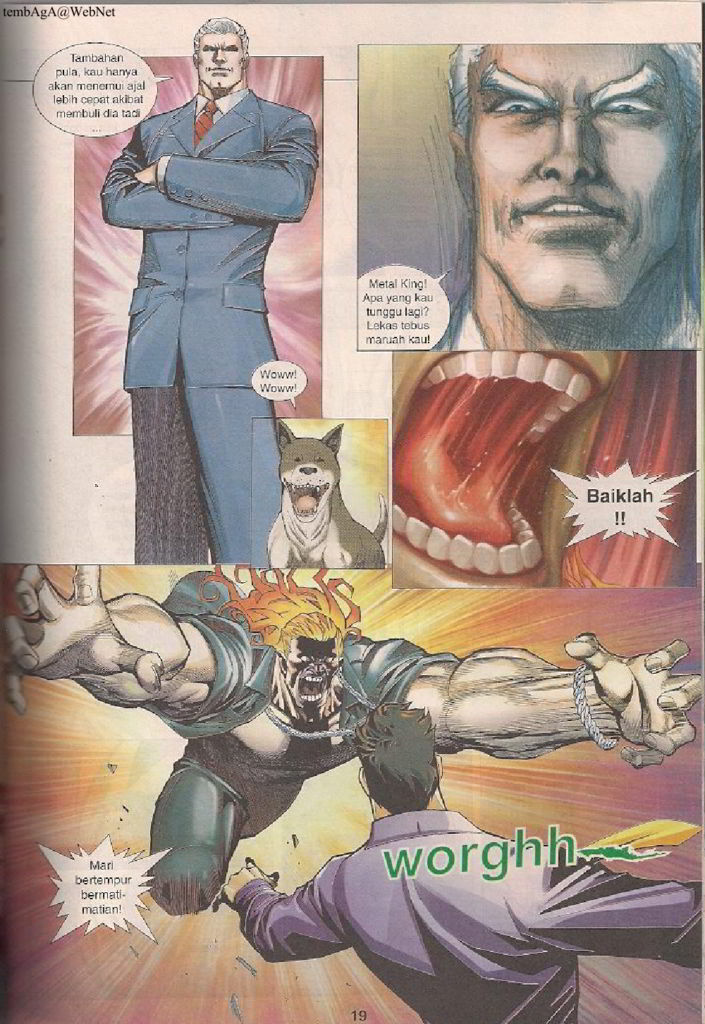 tembAgA@WebNet
Tambahan
pula, kau hanya
akan menemui ajal
lebih cepat akibat
membuli dia tadi
...
Metal King!
Apa yang kau
tunggu lagi?
Lekas tebus
maruah kau!
Woww!
Woww!
Baiklah
!!
Mari
bertempur
bermati-
matian!
worghh
19